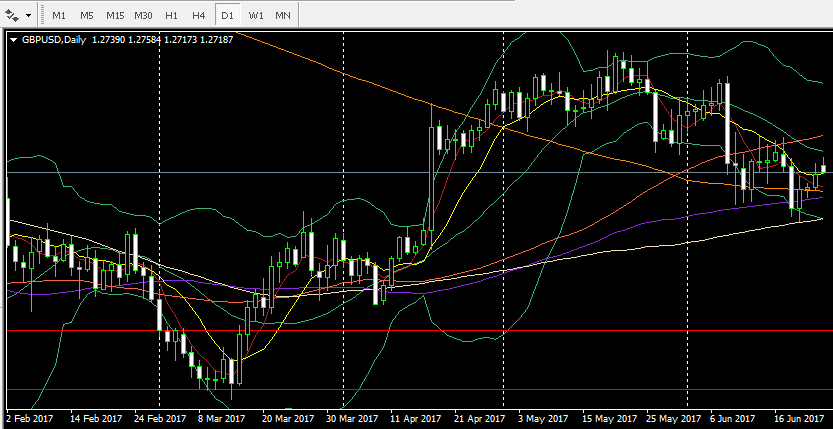 M1 M5 M15 M30 H1 H4 D1 W1 MN
GBPUSD,Daily 1.27390 1.27584 1.27173 1.27187
2 Feb 2017 14 Feb 2017 24 Feb 2017 8 Mar 2017 20 Mar 2017 30 Mar 2017 11 Apr 2017 21 Apr 2017 3 May 2017 15 May 2017 25 May 2017 6 Jun 2017 16 Jun 2017